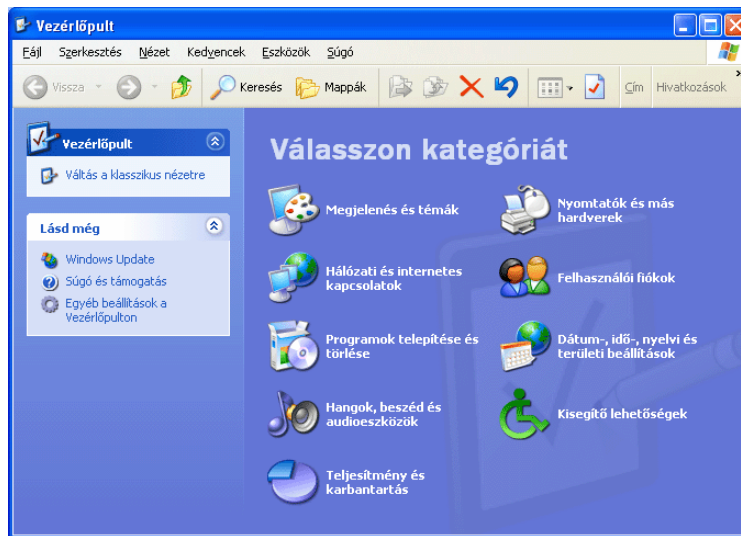 Vezérlőpult
Fájl Szerkesztés Nézet Kedvencek Eszközök Súgó
Vissza Keresés Mappák Cím Hivatkozások »
Vezérlőpult
Váltás a klasszikus nézetre
Lásd még
Windows Update
Súgó és támogatás
Egyéb beállítások a
Vezérlőpulton
Válasszon kategóriát
Megjelenés és témák
Nyomtatók és más
hardverek
Hálózati és internetes
kapcsolatok
Felhasználói fiókok
Programok telepítése és
törlése
Dátum-, idő-, nyelvi és
területi beállítások
Hangok, beszéd és
audioeszközök
Kisegítő lehetőségek
Teljesítmény és
karbantartás